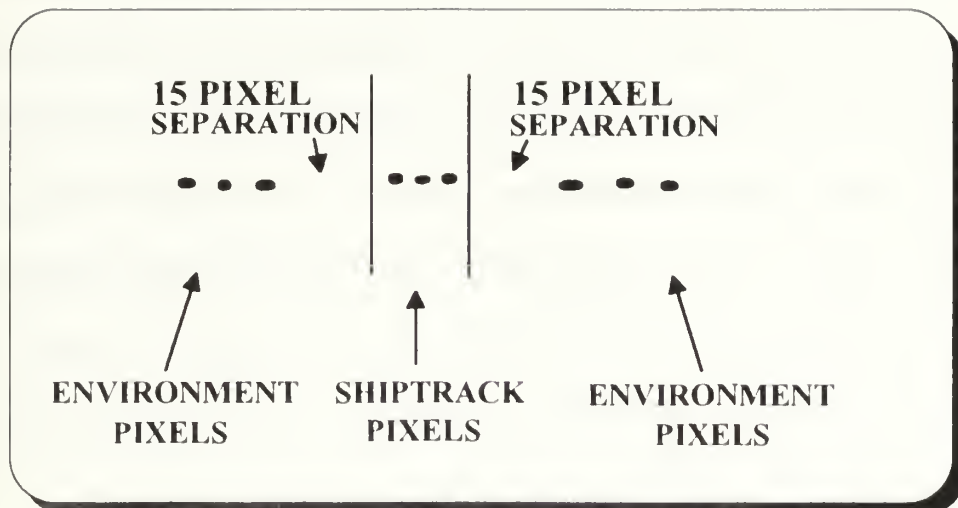 15 PIXEL
SEPARATION
15 PIXEL
SEPARATION
ENVIRONMENT
PIXELS
SHIPTRACK
PIXELS
ENVIRONMENT
PIXELS